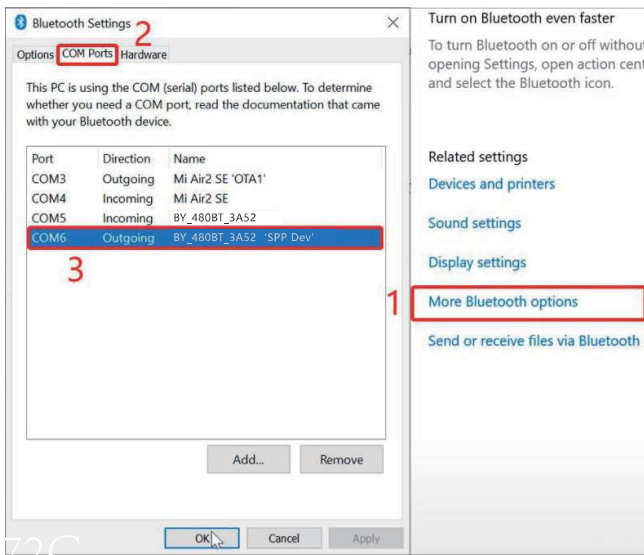 Bluetooth Settings
2
Options COM Ports Hardware
This PC is using the COM (serial) ports listed below. To determine
whether you need a COM port, read the documentation that came
with your Bluetooth device.
Port Direction Name
COM3 Outgoing Mi Air2 SE 'OTA1'
COM4 Incoming Mi Air2 SE
COM5 Incoming BY_480BT_3A52
COM6 Outgoing BY_480BT_3A52 'SPP Dev'
3
Add... Remove
OK Cancel Apply
Turn on Bluetooth even faster
To turn Bluetooth on or off without
opening Settings, open action cent
and select the Bluetooth icon.
Related settings
Devices and printers
Sound settings
Display settings
1
More Bluetooth options
Send or receive files via Bluetooth